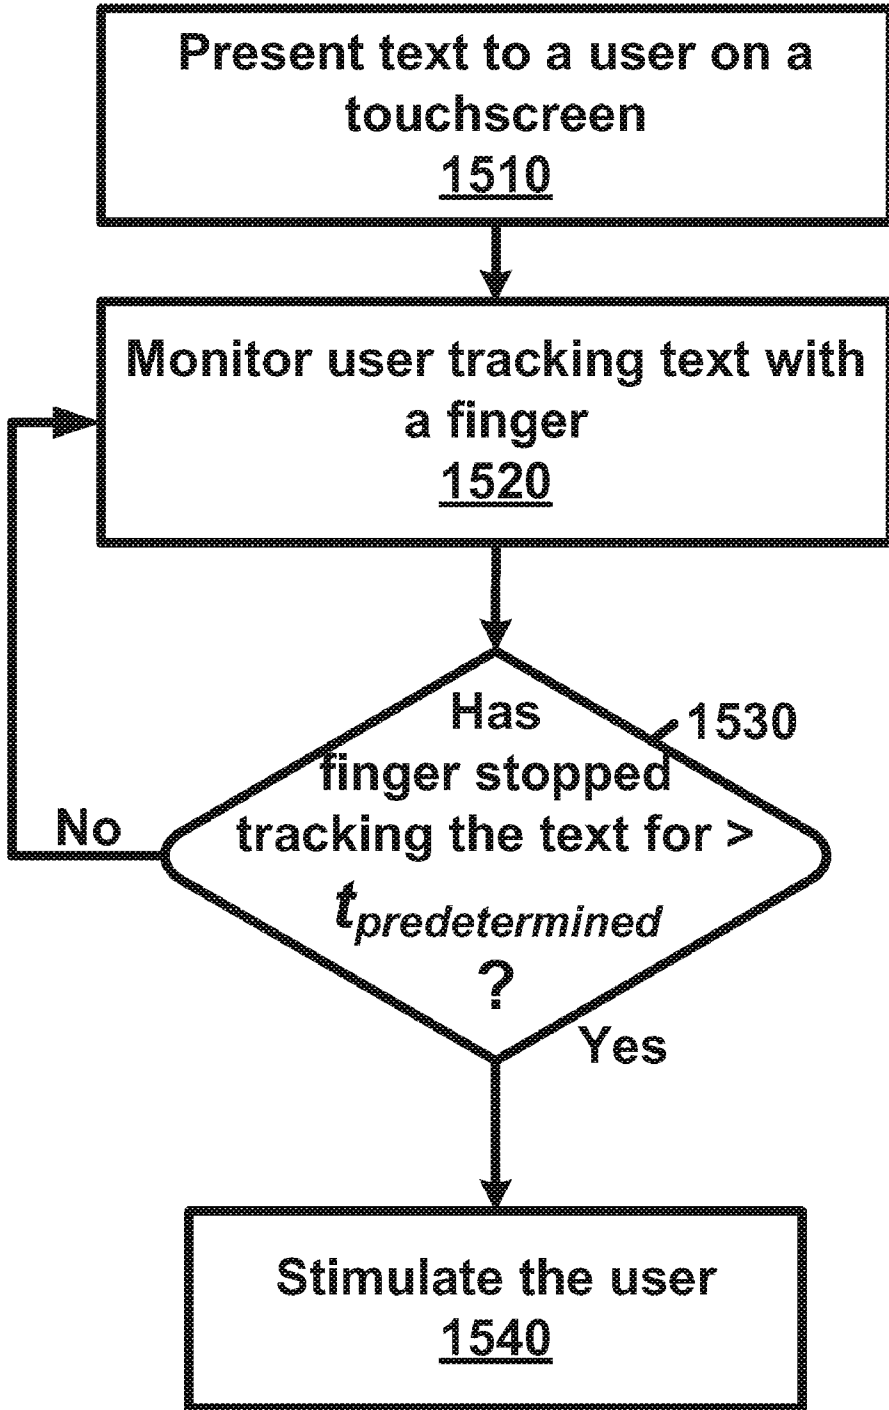 Present text to a user on a
touchscreen
1510
Monitor user tracking text with
a finger
1520
Has
1530
finger stopped
tracking the text for >
No
t_predetermined
?
Yes
Stimulate the user
1540